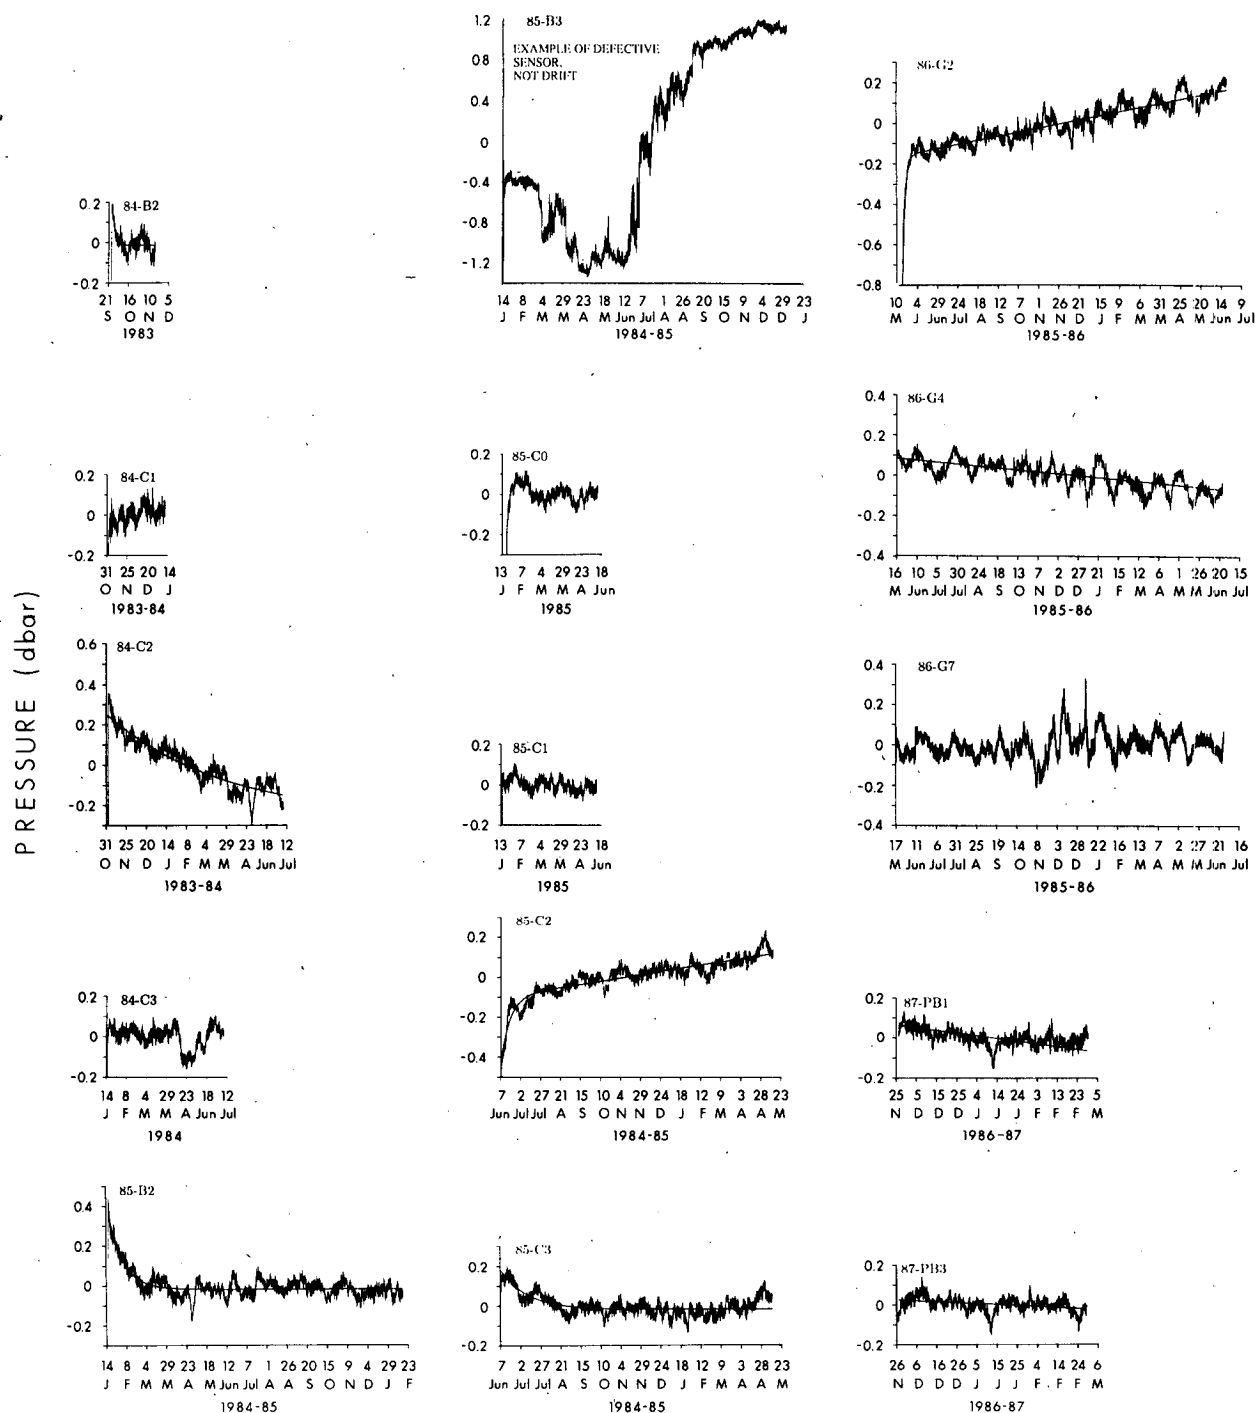 PRESSURE (dbar)
84-B2
0.2
0
-0.2
21 16 10 5
S O N D
1983
84-C1
0.2
0
-0.2
31 25 20 14
O N D J
1983-84
84-C2
0.6
0.4
0.2
0
-0.2
31 25 20 14 8 4 29 23 18 12
O N D J F M M A Jun Jul
1983-84
84-C3
0.2
0
-0.2
14 8 4 29 23 18 12
J F M M A Jun Jul
1984
85-B2
0.4
0.2
0
-0.2
14 8 4 29 23 18 12 7 1 26 20 15 9 4 29 23
J F M M A M Jun Jul A A S O N D J F
1984-85
85-B3
EXAMPLE OF DEFECTIVE
SENSOR,
NOT DRIFT
1.2
0.8
0.4
0
-0.4
-0.8
-1.2
14 8 4 29 23 18 12 7 1 26 20 15 9 4 29 23
J F M M A M Jun Jul A A S O N D D J
1984-85
85-C0
0.2
0
-0.2
13 7 4 29 23 18
J F M M A Jun
1985
85-C1
0.2
0
-0.2
13 7 4 29 23 18
J F M M A Jun
1985
85-C2
0.2
0
-0.2
-0.4
7 2 27 21 15 10 4 29 24 18 12 9 3 28 23
Jun Jul Jul A S O N N D J F M A A M
1984-85
85-C3
0.2
0
-0.2
7 2 27 21 15 10 4 29 24 18 12 9 3 28 23
Jun Jul Jul A S O N N D J F M A A M
1984-85
86-G2
0.2
0
-0.2
-0.4
-0.6
-0.8
10 4 29 24 18 12 7 1 26 21 15 9 6 31 25 20 14 9
M J Jun Jul A S O N N D J F M M A M Jun Jul
1985-86
86-G4
0.4
0.2
0
-0.2
-0.4
16 10 5 30 24 18 13 7 2 27 21 15 12 6 1 26 20 15
M Jun Jul Jul A S O N D D J F M A M M Jun Jul
1985-86
86-G7
0.4
0.2
0
-0.2
-0.4
17 11 6 31 25 19 14 8 3 28 22 16 13 7 2 27 21 16
M Jun Jul Jul A S O N D D J F M A M M Jun Jul
1985-86
87-PB1
0.2
0
-0.2
25 5 15 25 4 14 24 3 13 23 5
N D D D J J J F F F M
1986-87
87-PB3
0.2
0
-0.2
26 6 16 26 5 15 25 4 14 24 6
N D D D J J J F F F M
1986-87